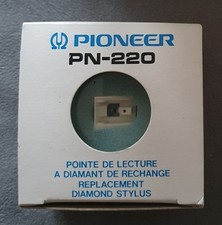 PIONEER
PN-220
POINTE DE LECTURE
A DIAMANT DE RECHANGE
REPLACEMENT
DIAMOND STYLUS